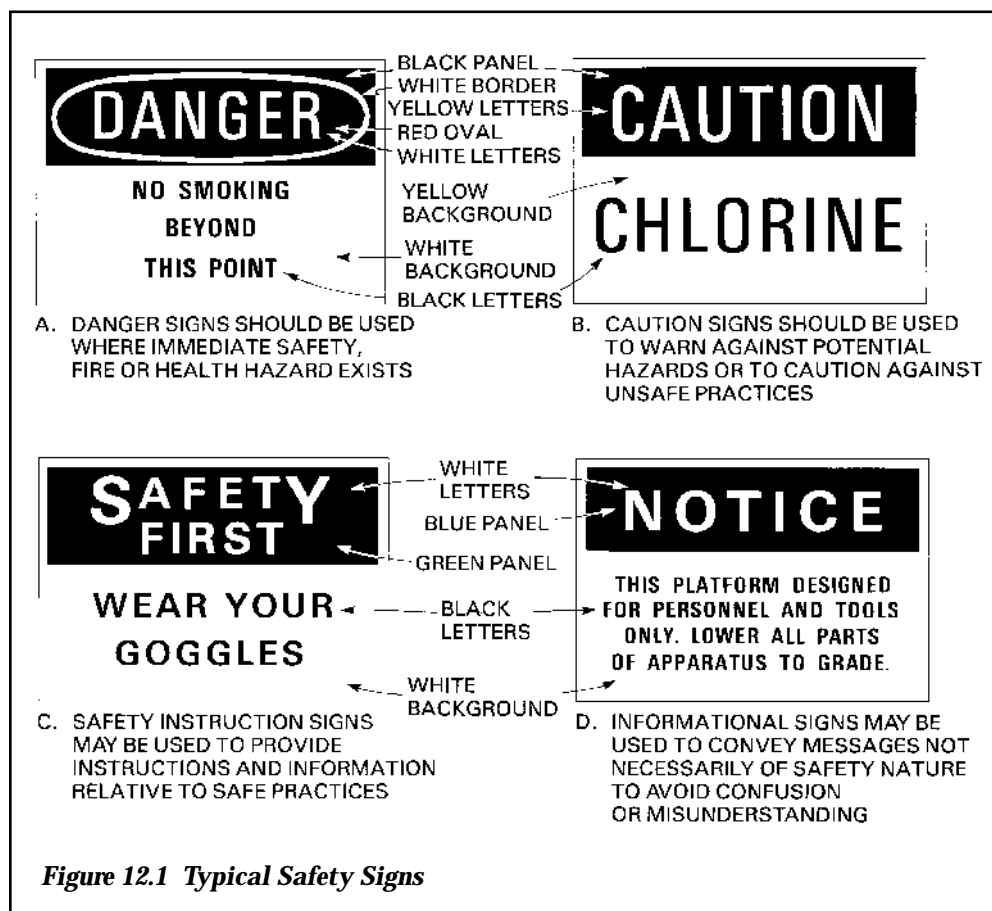 DANGER
NO SMOKING
BEYOND
THIS POINT
BLACK PANEL
WHITE BORDER
YELLOW LETTERS
RED OVAL
WHITE LETTERS
YELLOW
BACKGROUND
WHITE
BACKGROUND
BLACK LETTERS
CAUTION
CHLORINE
A. DANGER SIGNS SHOULD BE USED
WHERE IMMEDIATE SAFETY,
FIRE OR HEALTH HAZARD EXISTS
B. CAUTION SIGNS SHOULD BE USED
TO WARN AGAINST POTENTIAL
HAZARDS OR TO CAUTION AGAINST
UNSAFE PRACTICES
SAFETY
FIRST
WEAR YOUR
GOGGLES
WHITE
LETTERS
BLUE PANEL
GREEN PANEL
BLACK
LETTERS
WHITE
BACKGROUND
NOTICE
THIS PLATFORM DESIGNED
FOR PERSONNEL AND TOOLS
ONLY. LOWER ALL PARTS
OF APPARATUS TO GRADE.
C. SAFETY INSTRUCTION SIGNS
MAY BE USED TO PROVIDE
INSTRUCTIONS AND INFORMATION
RELATIVE TO SAFE PRACTICES
D. INFORMATIONAL SIGNS MAY BE
USED TO CONVEY MESSAGES NOT
NECESSARILY OF SAFETY NATURE
TO AVOID CONFUSION
OR MISUNDERSTANDING
Figure 12.1 Typical Safety Signs